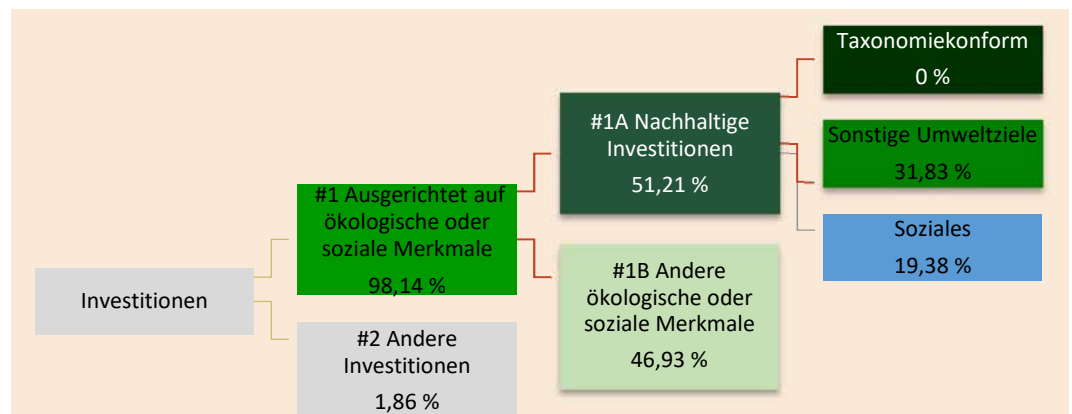 Investitionen
#1 Ausgerichtet auf
ökologische oder
soziale Merkmale
98,14 %
#2 Andere
Investitionen
1,86 %
#1A Nachhaltige
Investitionen
51,21 %
#1B Andere
ökologische oder
soziale Merkmale
46,93 %
Taxonomiekonform
0 %
Sonstige Umweltziele
31,83 %
Soziales
19,38 %